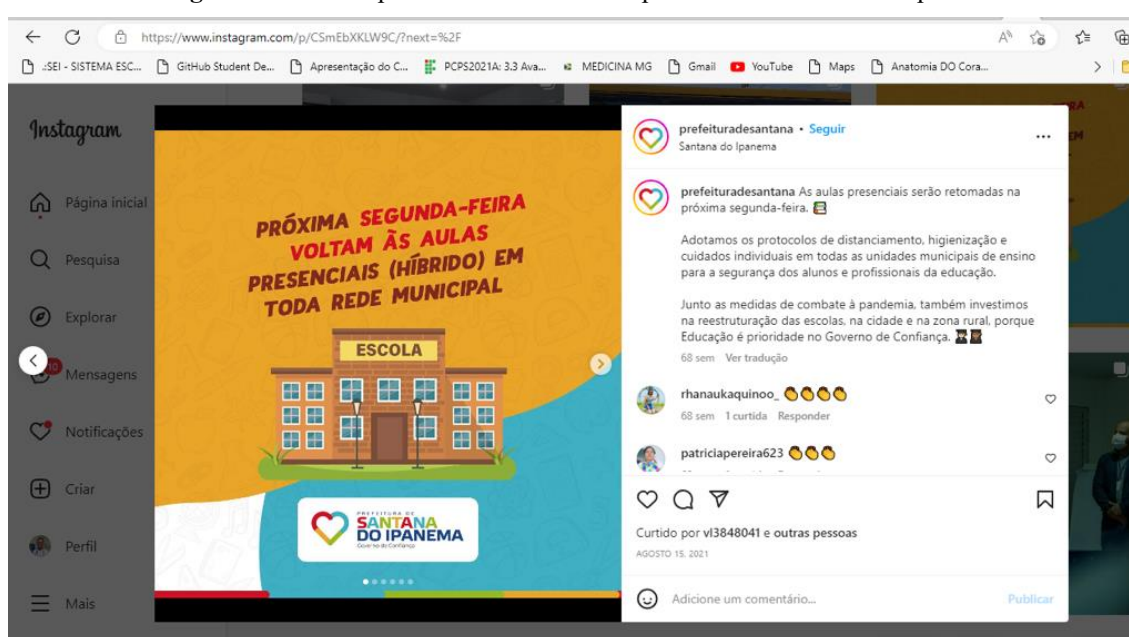 https://www.instagram.com/p/CSmEbXKLW9C/?next=%2F
.:SEI - SISTEMA ESC...
GitHub Student De...
Apresentação do C...
PCPS2021A: 3.3 Ava...
MEDICINA MG
Gmail
YouTube
Maps
Anatomia DO Cora...
Instagram
Página inicial
Pesquisa
Explorar
Mensagens
Notificações
Criar
Perfil
Mais
PRÓXIMA SEGUNDA-FEIRA
VOLTAM ÀS AULAS
PRESENCIAIS (HÍBRIDO) EM
TODA REDE MUNICIPAL
ESCOLA
PREFEITURA DE
SANTANA
DO IPANEMA
Governo de Confiança
prefeituradesantana • Seguir
Santana do Ipanema
prefeituradesantana As aulas presenciais serão retomadas na
próxima segunda-feira.
Adotamos os protocolos de distanciamento, higienização e
cuidados individuais em todas as unidades municipais de ensino
para a segurança dos alunos e profissionais da educação.
Junto as medidas de combate à pandemia, também investimos
na reestruturação das escolas, na cidade e na zona rural, porque
Educação é prioridade no Governo de Confiança.
68 sem Ver tradução
rhanaukaquinoo_
68 sem 1 curtida Responder
patriciapereira623
Curtido por vl3848041 e outras pessoas
AGOSTO 15, 2021
Adicione um comentário...
Publicar